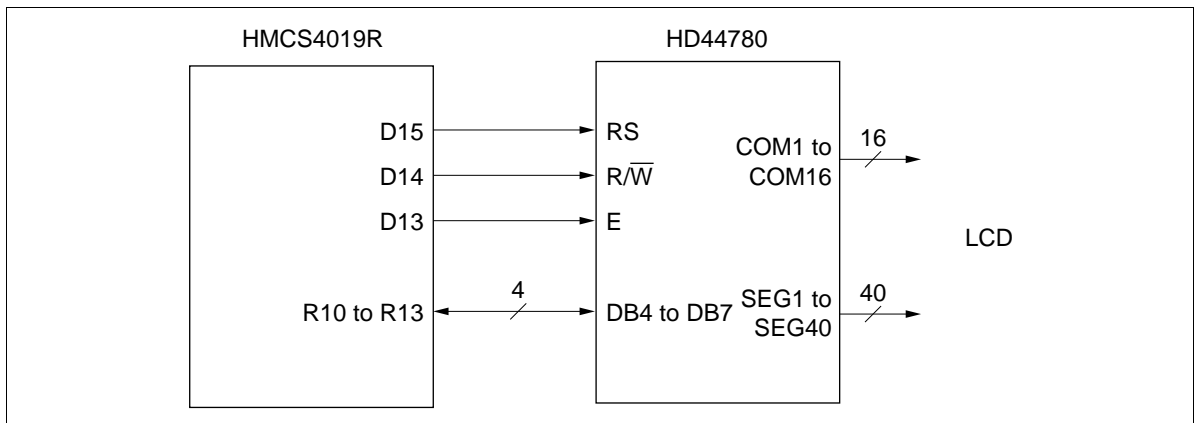 HMCS4019R
HD44780
D15
RS
D14
R/W̅
D13
E
R10 to R13
4
DB4 to DB7
COM1 to
COM16
16
SEG1 to
SEG40
40
LCD